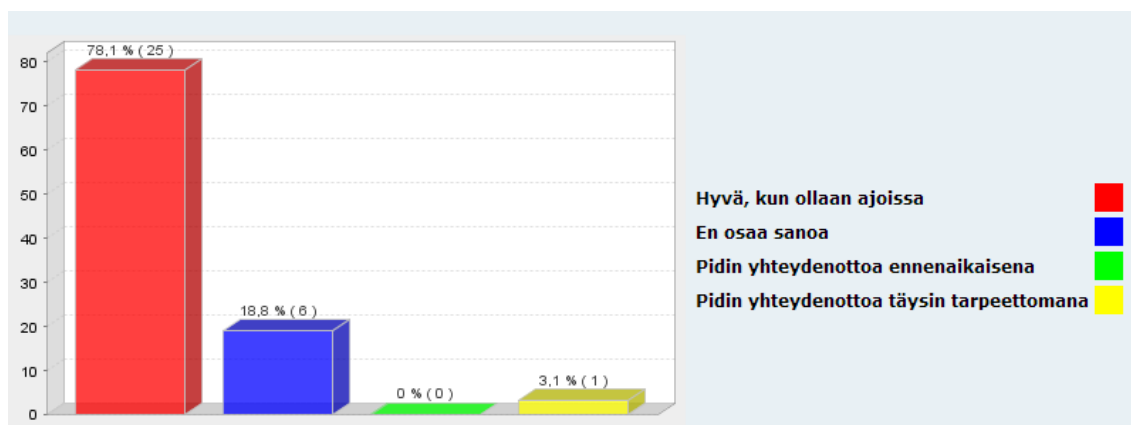 78,1 % ( 25 )
80
70
60
50
40
30
20
10
0
18,8 % ( 6 )
0 % ( 0 )
3,1 % ( 1 )
Hyvä, kun ollaan ajoissa
En osaa sanoa
Pidin yhteydenottoa ennenaikaisena
Pidin yhteydenottoa täysin tarpeettomana